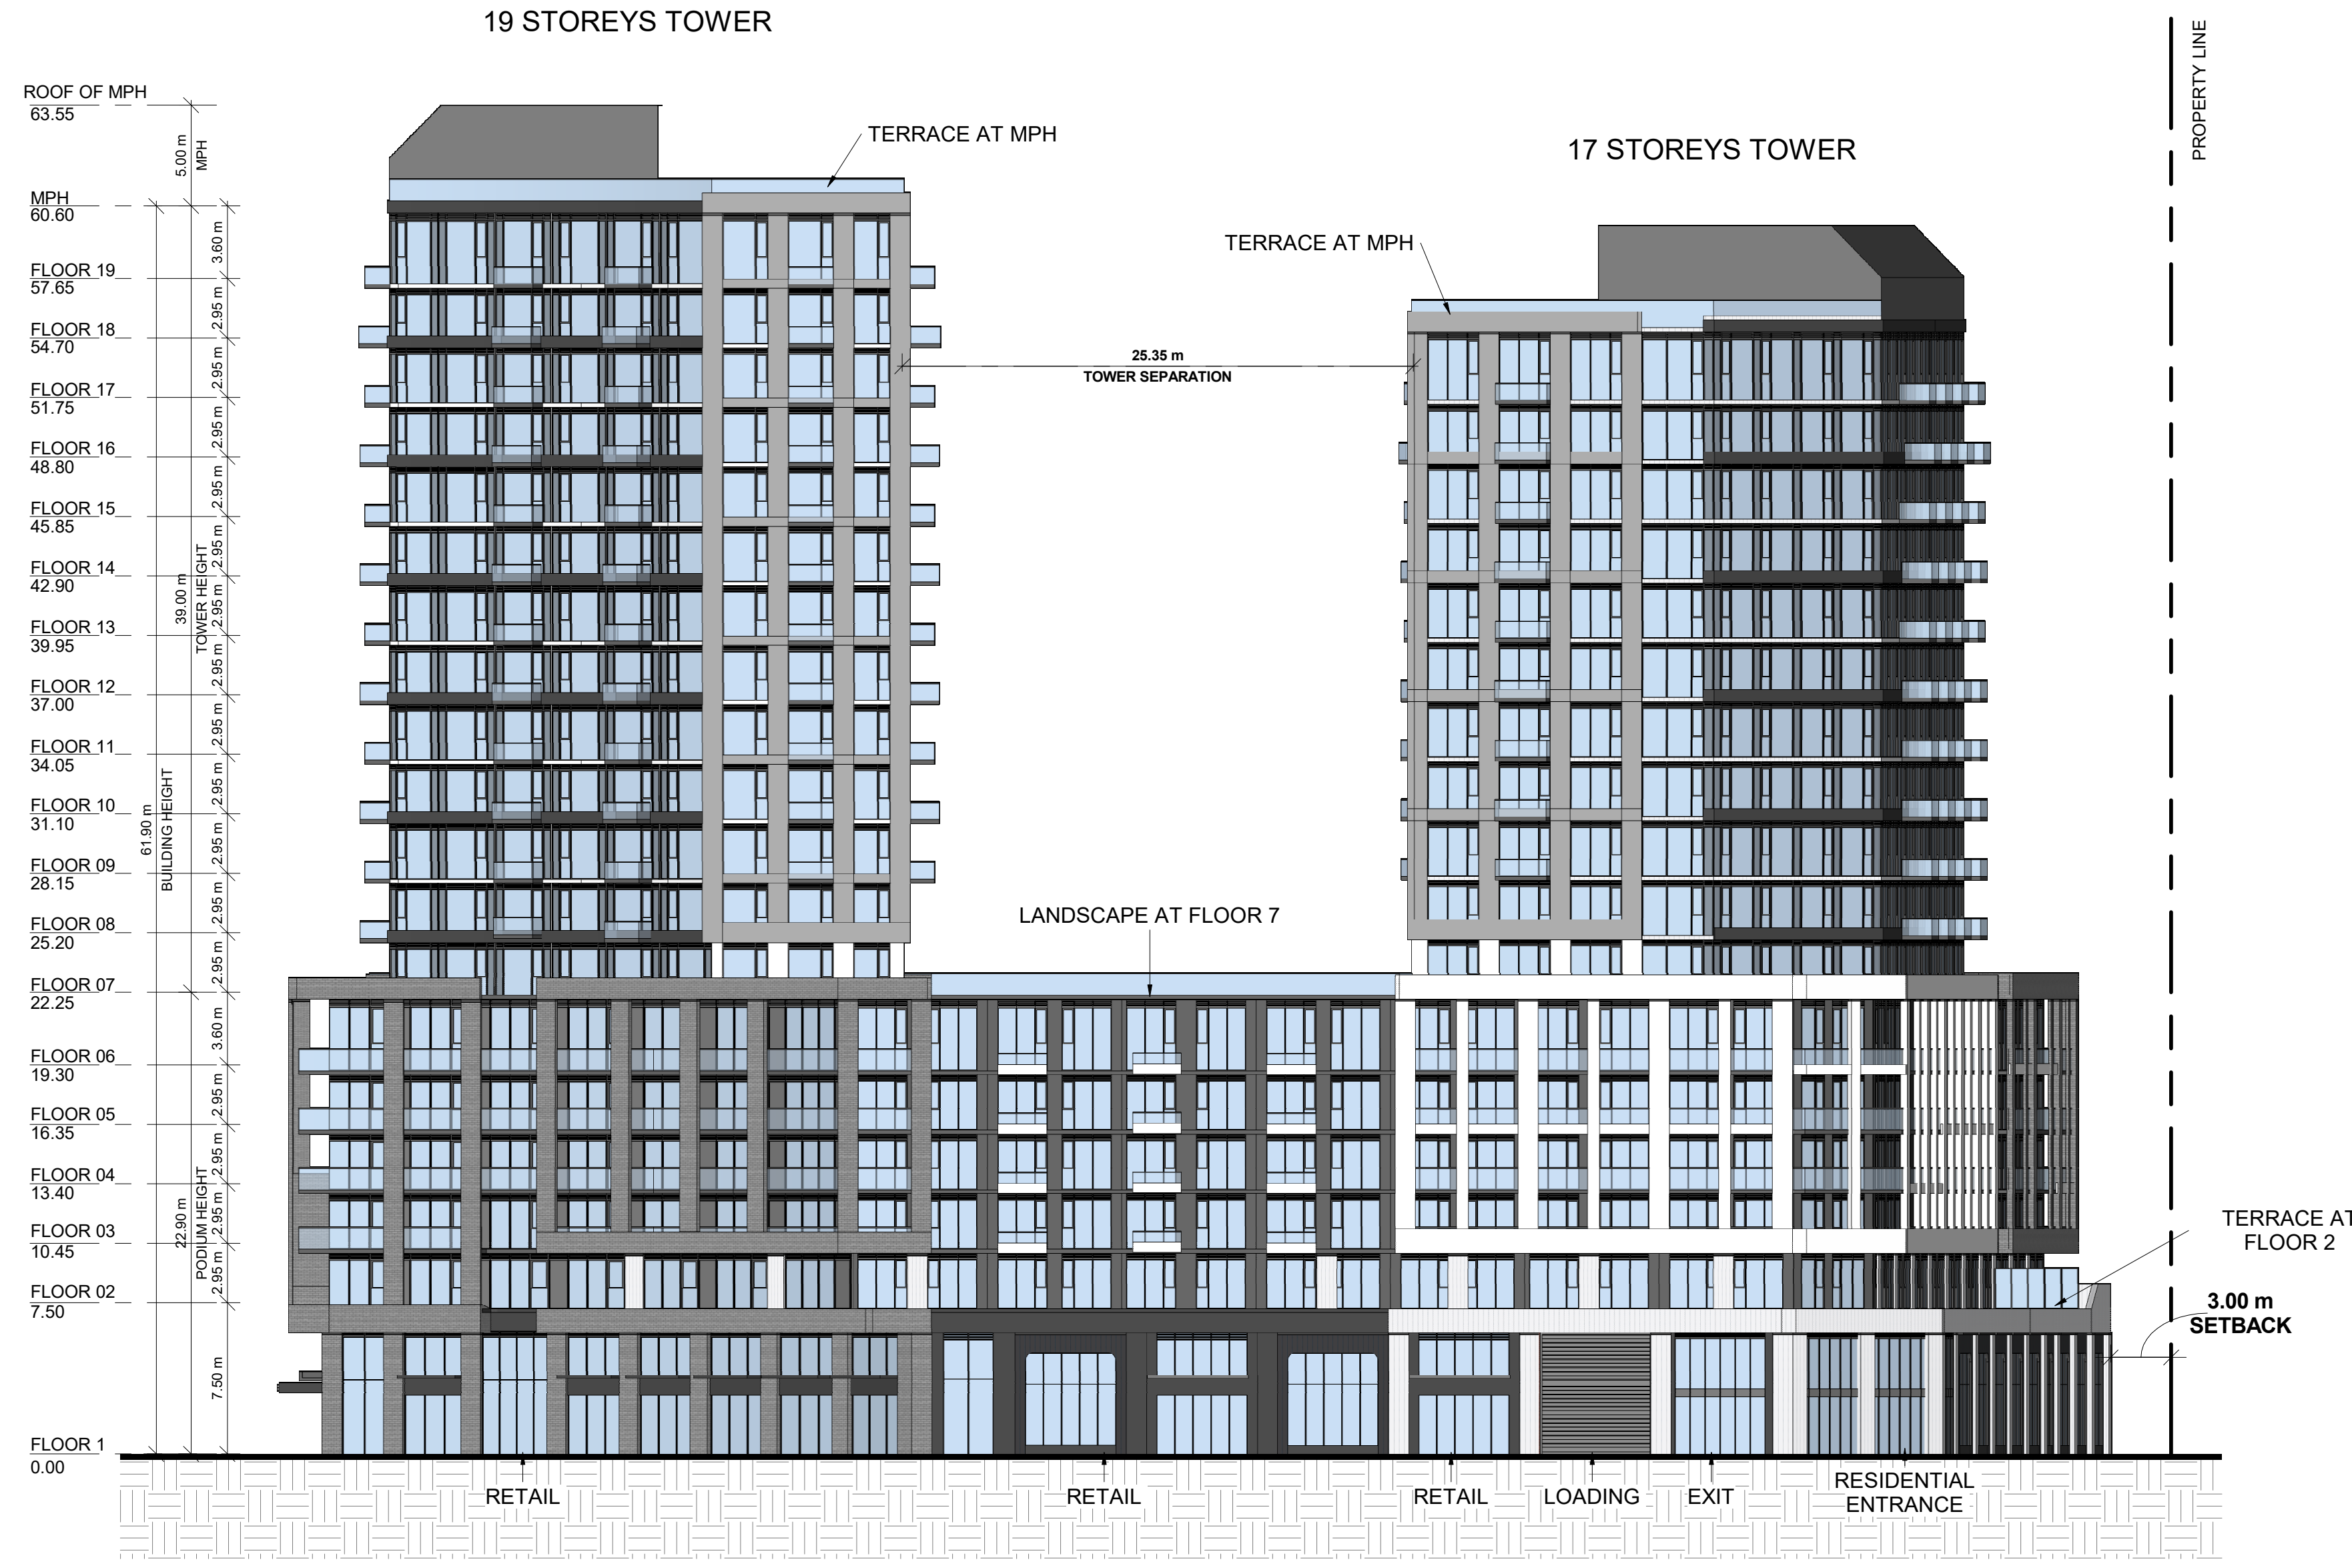 19 STOREYS TOWER
PROPERTY LINE
ROOF OF MPH
63.55
5.00 m
MPH
TERRACE AT MPH
17 STOREYS TOWER
MPH
60.60
3.60 m
TERRACE AT MPH
FLOOR 19
57.65
2.95 m
FLOOR 18
54.70
2.95 m
25.35 m
TOWER SEPARATION
FLOOR 17
51.75
2.95 m
FLOOR 16
48.80
2.95 m
FLOOR 15
45.85
2.95 m
FLOOR 14
42.90
39.00 m
TOWER HEIGHT
2.95 m
FLOOR 13
39.95
2.95 m
FLOOR 12
37.00
2.95 m
FLOOR 11
34.05
2.95 m
FLOOR 10
31.10
61.90 m
BUILDING HEIGHT
2.95 m
FLOOR 09
28.15
2.95 m
LANDSCAPE AT FLOOR 7
FLOOR 08
25.20
2.95 m
FLOOR 07
22.25
3.60 m
FLOOR 06
19.30
2.95 m
FLOOR 05
16.35
2.95 m
FLOOR 04
13.40
22.90 m
PODIUM HEIGHT
2.95 m
FLOOR 03
10.45
2.95 m
TERRACE AT
FLOOR 2
FLOOR 02
7.50
3.00 m
SETBACK
7.50 m
FLOOR 1
0.00
RETAIL
RETAIL
RETAIL
LOADING
EXIT
RESIDENTIAL
ENTRANCE